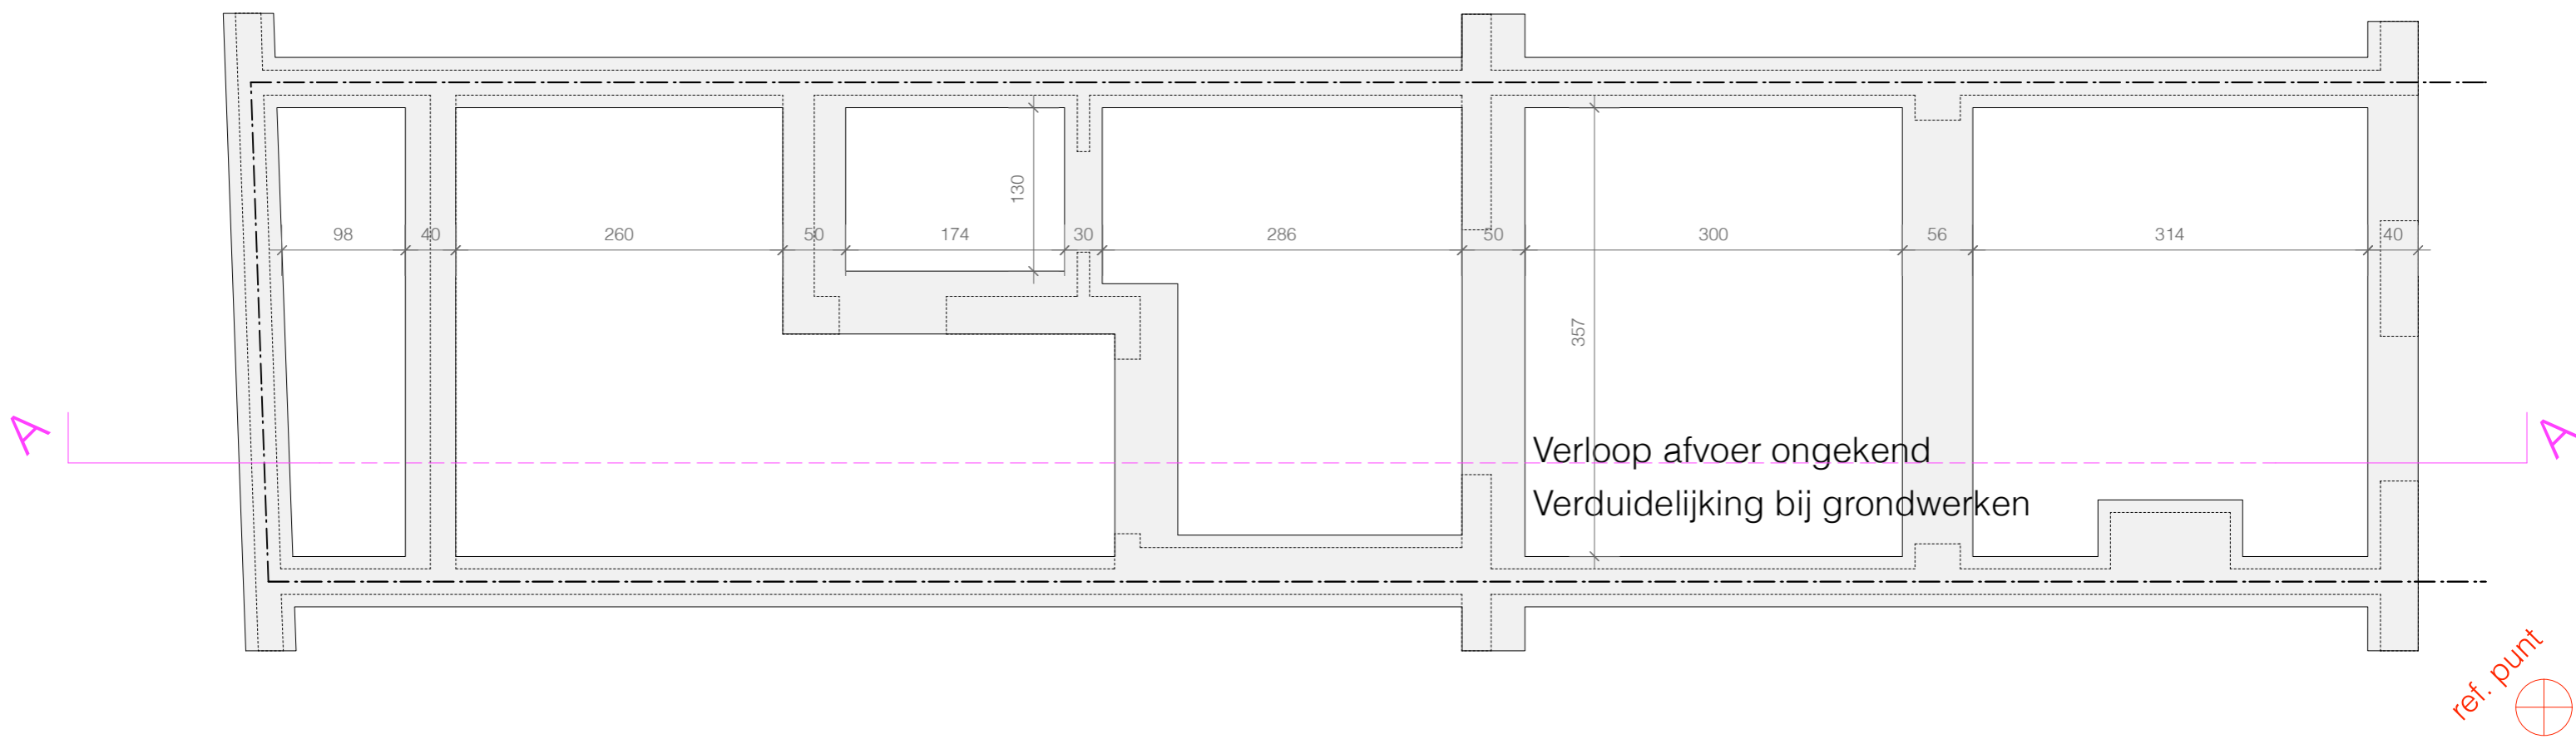 130
98 40 260 50 174 30 286 50 300 56 314 40
357
A
Verloop afvoer ongekend
A
Verduidelijking bij grondwerken
ref. punt